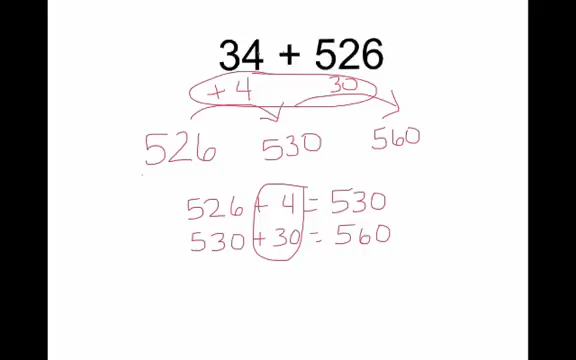 34 + 526
+ 4 30
526 530 560
526 + 4 = 530
530 + 30 = 560